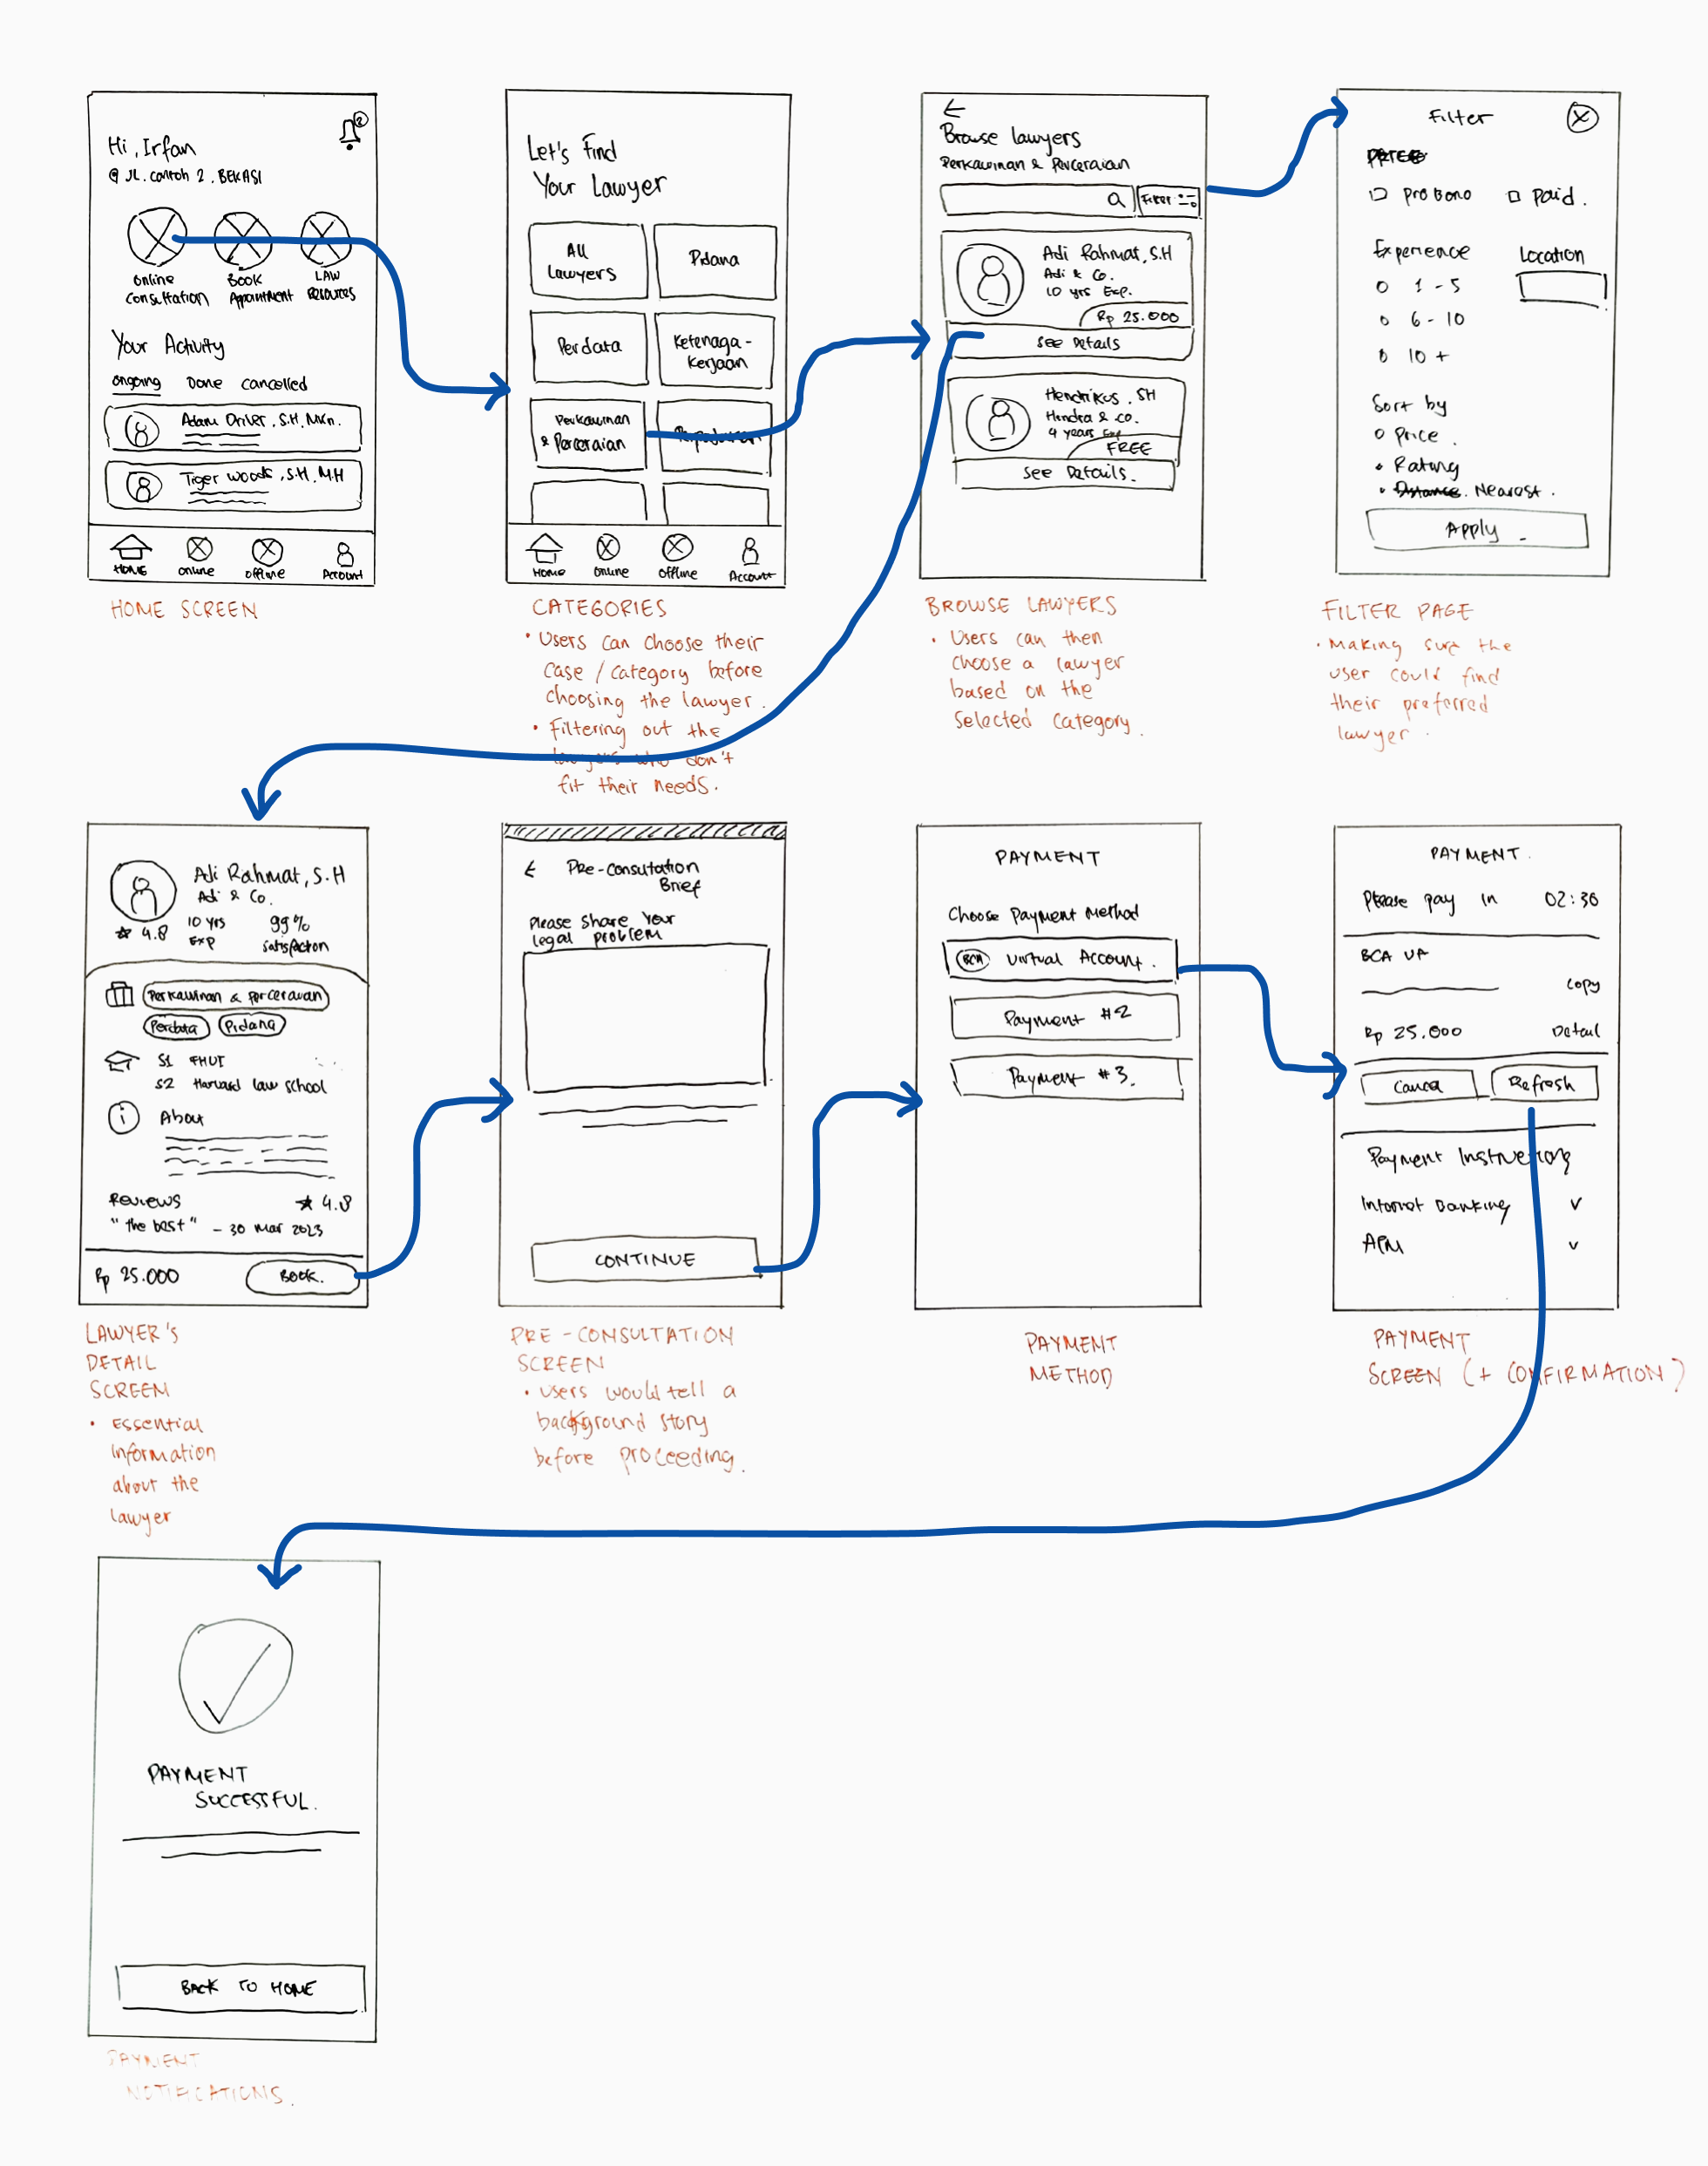 Hi, Irfan
@ JL. contoh 2. BEKASI
2
Online
Consultation
Book
Appointment
LAW
Resources
Your Activity
ongoing Done cancelled
Adam Driver, S.H, MKn.
Tiger woods, S.H, M.H
HOME online offline Account
HOME SCREEN
Let's Find
Your Lawyer
All
Lawyers
Pidana
Perdata
Ketenaga-
kerjaan
Perkawinan
& Perceraian
Home online offline Account
CATEGORIES
• Users can choose their
case / category before
choosing the lawyer.
• Filtering out the
lawyers who don't
fit their needs.
Browse lawyers
Perkawinan & Perceraian
Filter
Adi Rahmat, S.H
Adi & Co.
10 yrs Exp.
Rp 25.000
see Details
Hendrikus, SH
Hendra & co.
4 years Exp
FREE
see Details.
BROWSE LAWYERS
• Users can then
choose a lawyer
based on the
selected category.
Filter
pro bono paid.
Experience Location
1 - 5
6 - 10
10 +
Sort by
Price.
• Rating
• Distance. Nearest.
Apply
FILTER PAGE
• Making sure the
user could find
their preferred
lawyer.
Adi Rahmat, S.H
Adi & Co.
4.8
10 yrs
Exp
99%
satisfaction
Perkawinan & perceraian
Perdata Pidana
S1 FHUI
S2 Harvard law school
i About
Reviews 4.8
"the best" - 30 Mar 2023
Rp 25.000 Book.
LAWYER'S
DETAIL
SCREEN
• Essential
information
about the
lawyer
Pre-consultation
Brief
Please share your
legal problem
CONTINUE
PRE - CONSULTATION
SCREEN
• users would tell a
background story
before proceeding.
PAYMENT
Choose payment method
BCA Virtual Account.
Payment #2
Payment #3.
PAYMENT
METHOD
PAYMENT.
Please pay in 02:30
BCA VA
copy
Rp 25.000 Detail
Cancel Refresh
Payment Instruction
Internet Banking
ATM
PAYMENT
SCREEN (+ CONFIRMATION)
PAYMENT
SUCCESSFUL.
BACK TO HOME
PAYMENT
NOTIFICATIONS.